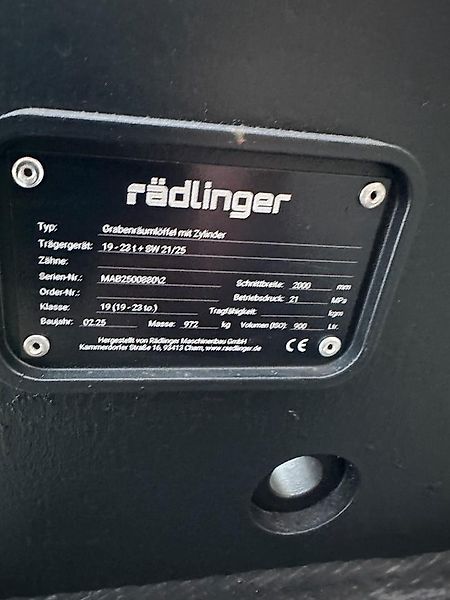 rädlinger
Typ: Grabenräumlöffel mit Zylinder
Trägergerät: 19 - 23 t + SW 21/25
Zähne:
Serien-Nr.: MAB2500880\2 Schnittbreite: 2000 mm
Order-Nr.: Betriebsdruck: 21 MPa
Klasse: 19 (19 - 23 to.) Tragfähigkeit: kgm
Baujahr: 02.25 Masse: 972 kg Volumen (ISO): 900 Ltr.
Hergestellt von Rädlinger Maschinenbau GmbH
Kammerdorfer Straße 16, 93413 Cham, www.raedlinger.de
CE